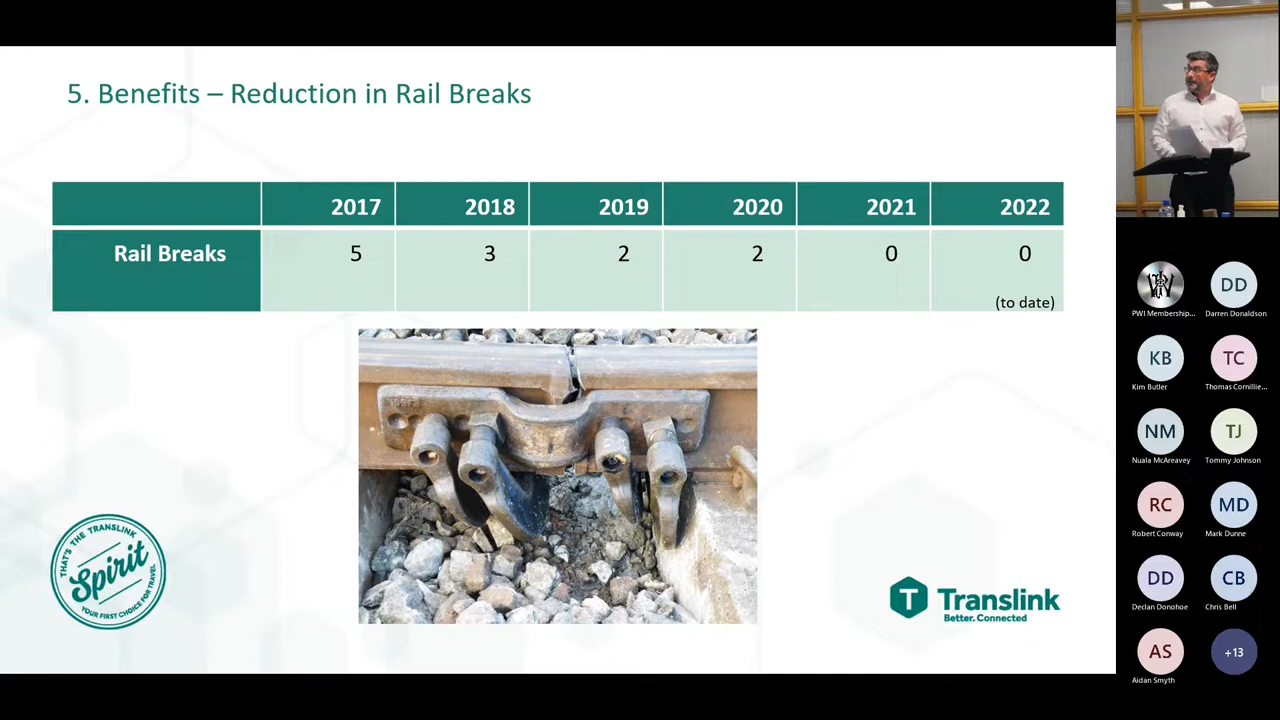 5. Benefits – Reduction in Rail Breaks
2017 2018 2019 2020 2021 2022
Rail Breaks 5 3 2 2 0 0
(to date)
THAT'S THE TRANSLINK
Spirit
YOUR FIRST CHOICE FOR TRAVEL
T Translink
Better. Connected
PWI Membership...
DD
Darren Donaldson
KB
Kim Butler
TC
Thomas Cornillie...
NM
Nuala McAreavey
TJ
Tommy Johnson
RC
Robert Conway
MD
Mark Dunne
DD
Declan Donohoe
CB
Chris Bell
AS
Aidan Smyth
+13